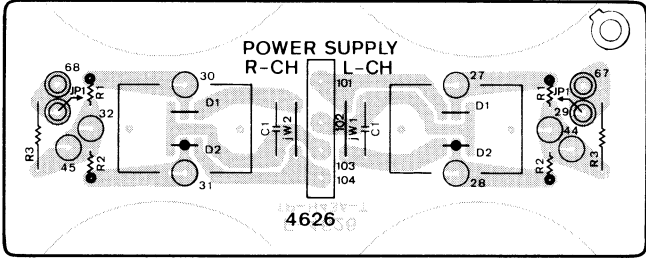 POWER SUPPLY
R-CH L-CH
68
30
101
27
67
JP1
R1
D1
D1
R1
JP1
29
32
C1
jW2
102
jW1
C1
44
R3
45
R2
D2
D2
R2
R3
103
31
104
28
4626